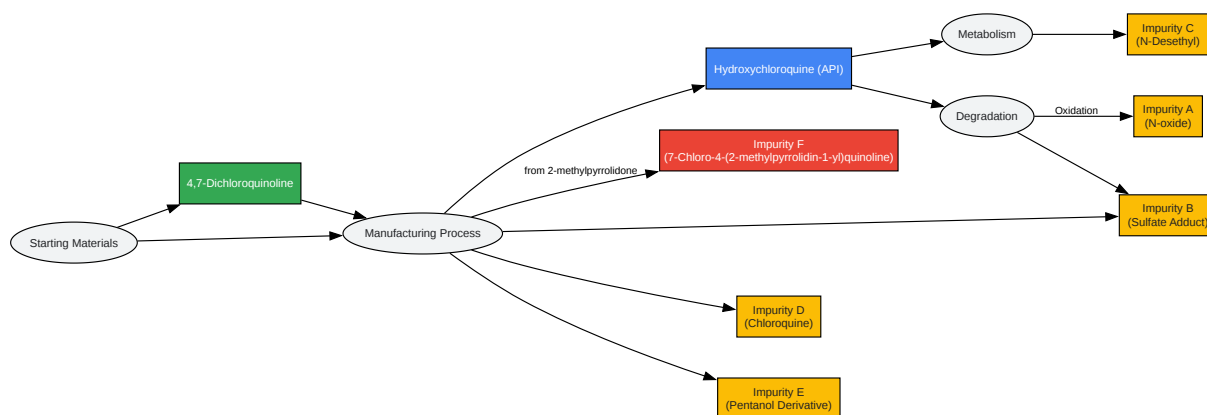 Metabolism
Impurity C
(N-Desethyl)
Hydroxychloroquine (API)
Degradation
Oxidation
Impurity A
(N-oxide)
Impurity F
(7-Chloro-4-(2-methylpyrrolidin-1-yl)quinoline)
from 2-methylpyrrolidone
4,7-Dichloroquinoline
Starting Materials
Manufacturing Process
Impurity B
(Sulfate Adduct)
Impurity D
(Chloroquine)
Impurity E
(Pentanol Derivative)